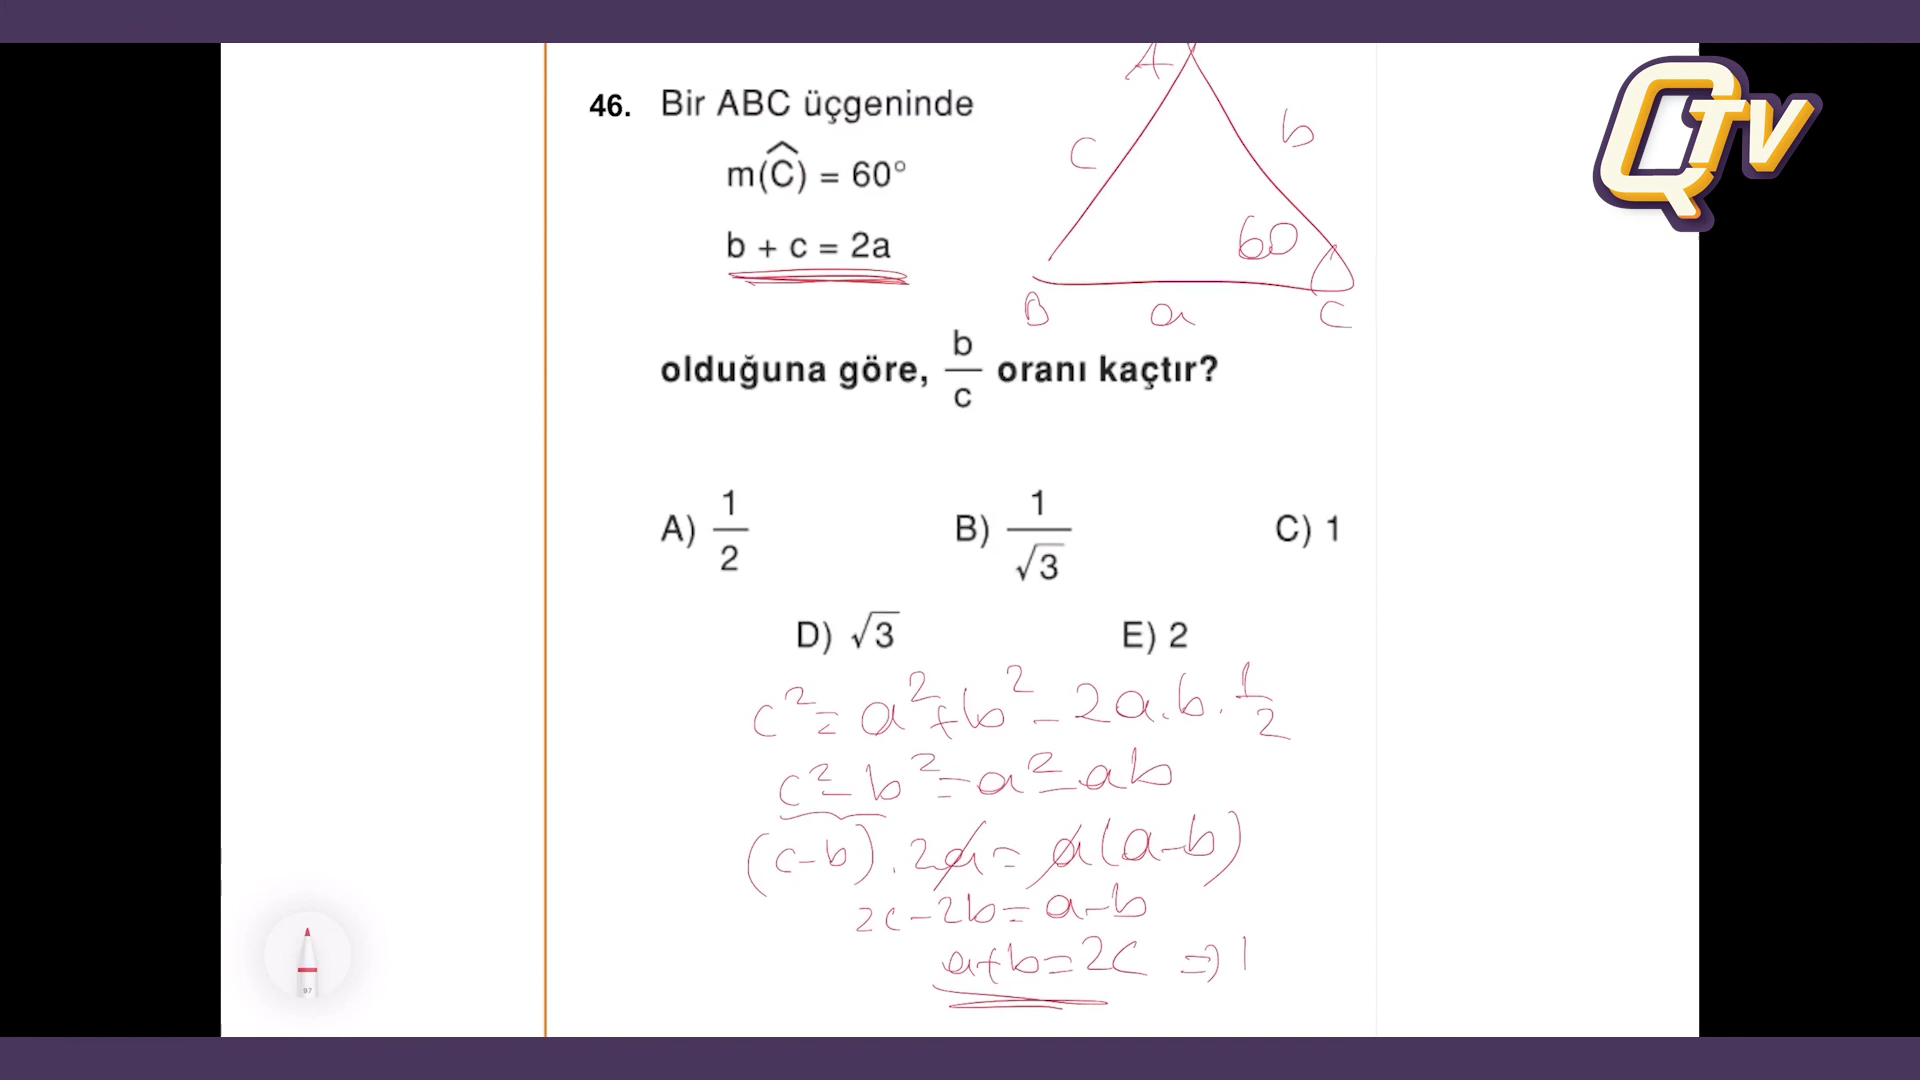 QTV
46. Bir ABC üçgeninde
m(Ĉ) = 60°
b + c = 2a
A
c
b
60
B
a
C
olduğuna göre, b/c oranı kaçtır?
A) 1/2 B) 1/√3 C) 1
D) √3 E) 2
c² = a² + b² - 2a.b.1/2
c² - b² = a² - ab
(c-b).2a = a(a-b)
2c - 2b = a - b
a + b = 2c ⇒ 1
97